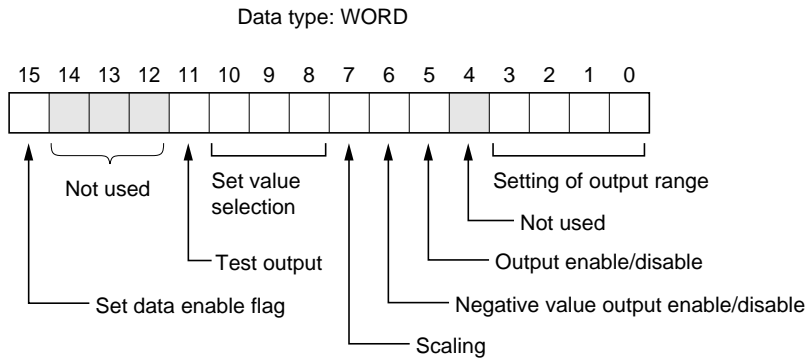 Data type: WORD
15 14 13 12 11 10 9 8 7 6 5 4 3 2 1 0
Not used
Set value
selection
Setting of output range
Not used
Test output
Output enable/disable
Set data enable flag
Negative value output enable/disable
Scaling